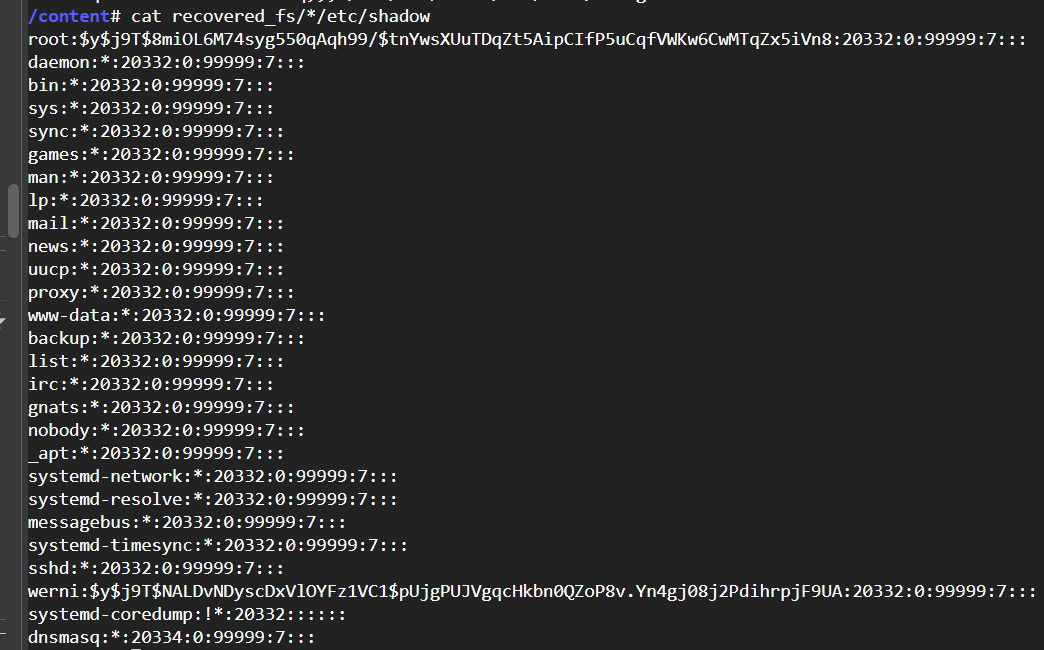 /content# cat recovered_fs/*/etc/shadow
root:$y$j9T$8miOL6M74syg550qAqh99/$tnYwsXUuTDqZt5AipCIfP5uCqfVWKw6CwMTqZx5iVn8:20332:0:99999:7:::
daemon:*:20332:0:99999:7:::
bin:*:20332:0:99999:7:::
sys:*:20332:0:99999:7:::
sync:*:20332:0:99999:7:::
games:*:20332:0:99999:7:::
man:*:20332:0:99999:7:::
lp:*:20332:0:99999:7:::
mail:*:20332:0:99999:7:::
news:*:20332:0:99999:7:::
uucp:*:20332:0:99999:7:::
proxy:*:20332:0:99999:7:::
www-data:*:20332:0:99999:7:::
backup:*:20332:0:99999:7:::
list:*:20332:0:99999:7:::
irc:*:20332:0:99999:7:::
gnats:*:20332:0:99999:7:::
nobody:*:20332:0:99999:7:::
_apt:*:20332:0:99999:7:::
systemd-network:*:20332:0:99999:7:::
systemd-resolve:*:20332:0:99999:7:::
messagebus:*:20332:0:99999:7:::
systemd-timesync:*:20332:0:99999:7:::
sshd:*:20332:0:99999:7:::
werni:$y$j9T$NALDvNDyscDxVlOYFz1VC1$pUjgPUJVgqcHkbn0QZoP8v.Yn4gj08j2PdihrpjF9UA:20332:0:99999:7:::
systemd-coredump:!*:20332::::::
dnsmasq:*:20334:0:99999:7:::